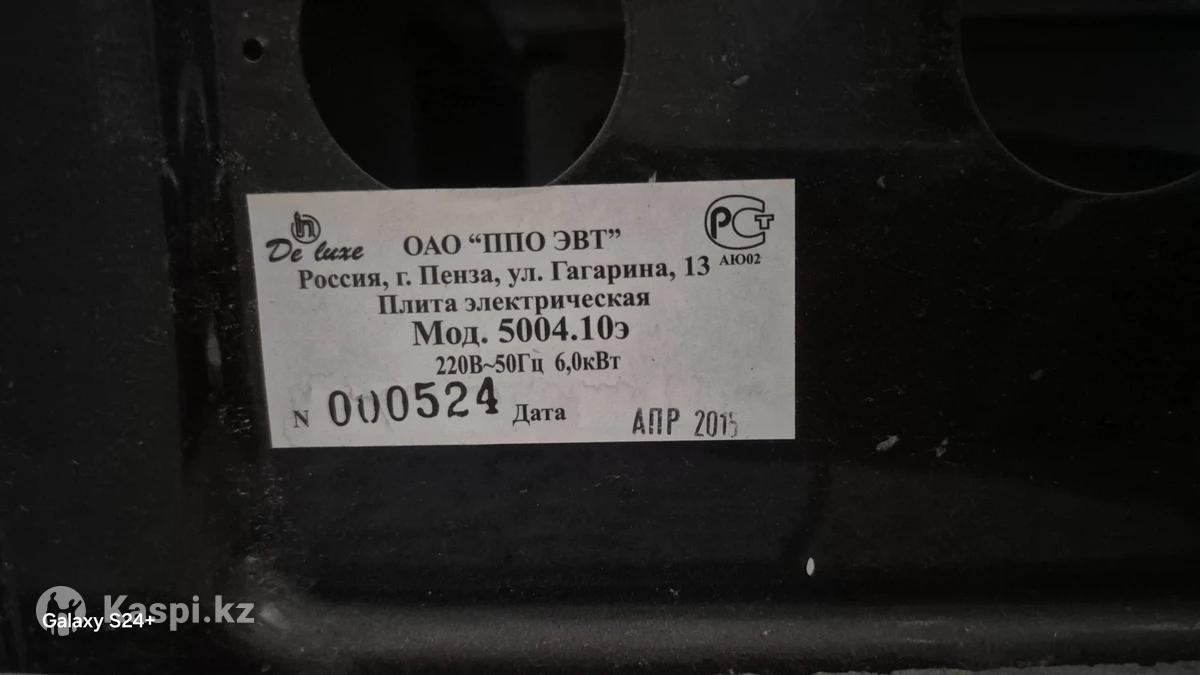 De luxe
ОАО “ППО ЭВТ”
РСТ
АЮ02
Россия, г. Пенза, ул. Гагарина, 13
Плита электрическая
Мод. 5004.10э
220В~50Гц 6,0кВт
N 000524 Дата АПР 2015
Kaspi.kz
Galaxy S24+